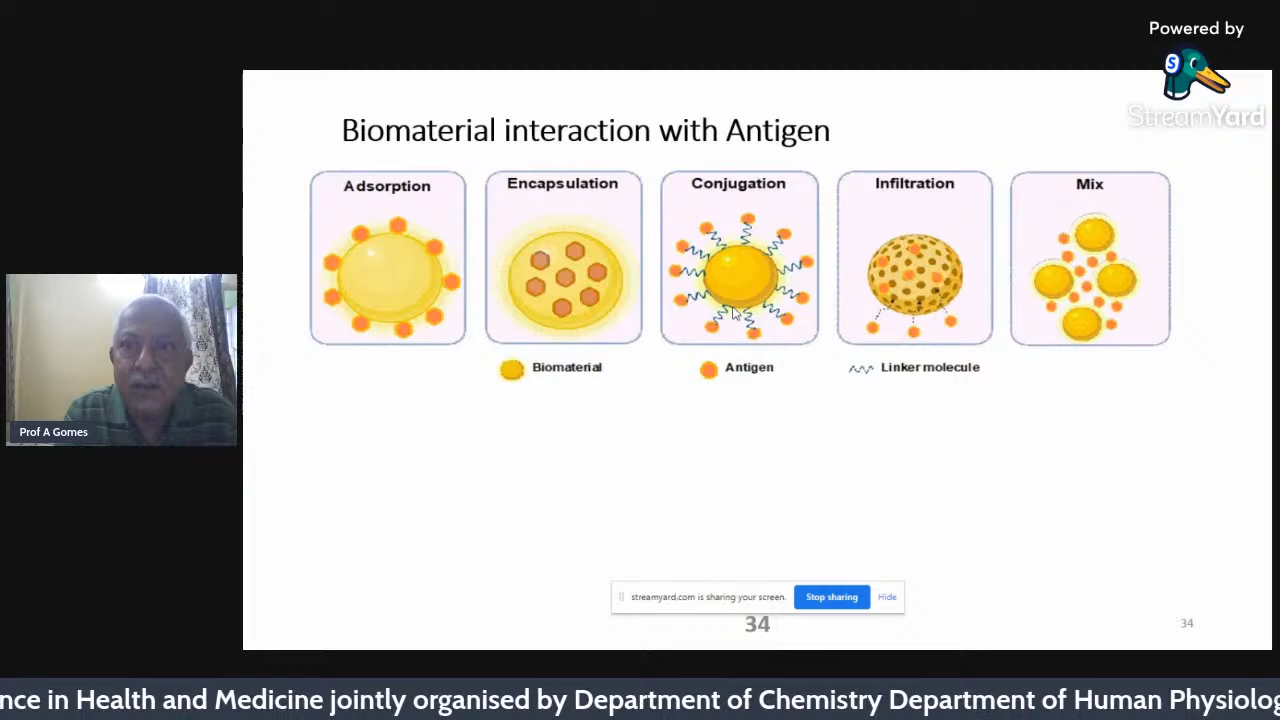 Powered by
S
StreamYard
Biomaterial interaction with Antigen
Adsorption
Encapsulation
Conjugation
Infiltration
Mix
Biomaterial
Antigen
Linker molecule
Prof A Gomes
streamyard.com is sharing your screen.
Stop sharing
Hide
34
34
nce in Health and Medicine jointly organised by Department of Chemistry Department of Human Physiolog